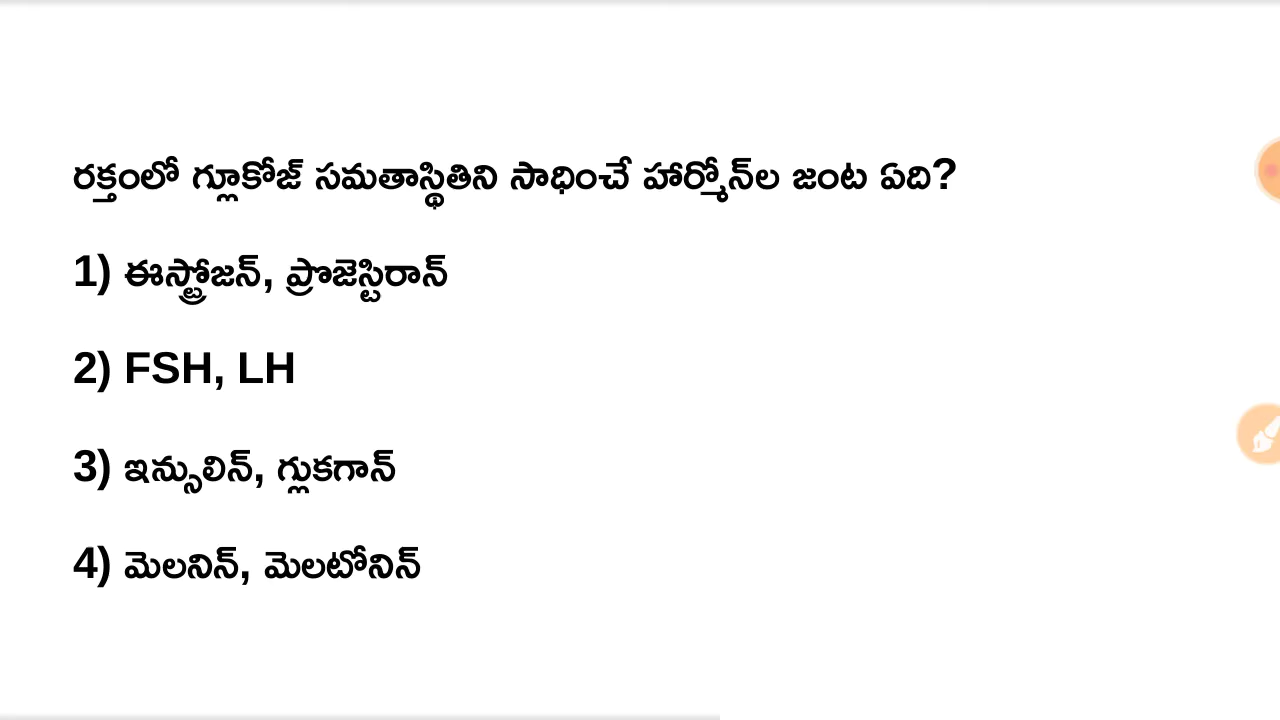 రక్తంలో గ్లూకోజ్ సమతాస్థితిని సాధించే హార్మోన్‌ల జంట ఏది?
1) ఈస్ట్రోజన్, ప్రొజెస్టిరాన్
2) FSH, LH
3) ఇన్సులిన్, గ్లుకగాన్
4) మెలనిన్, మెలటోనిన్